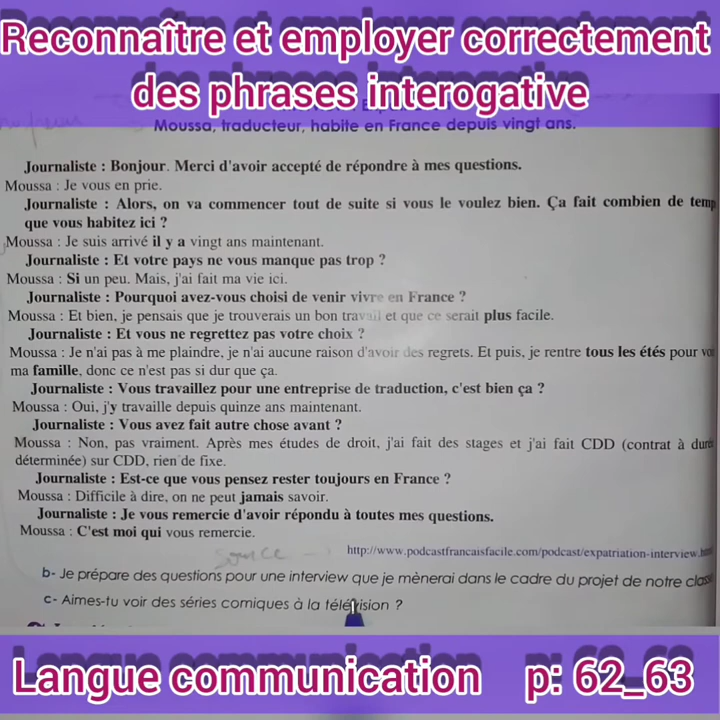 Reconnaître et employer correctement
des phrases interogative
Moussa, traducteur, habite en France depuis vingt ans.
Journaliste : Bonjour. Merci d'avoir accepté de répondre à mes questions.
Moussa : Je vous en prie.
Journaliste : Alors, on va commencer tout de suite si vous le voulez bien. Ça fait combien de temp
que vous habitez ici ?
Moussa : Je suis arrivé il y a vingt ans maintenant.
Journaliste : Et votre pays ne vous manque pas trop ?
Moussa : Si un peu. Mais, j'ai fait ma vie ici.
Journaliste : Pourquoi avez-vous choisi de venir vivre en France ?
Moussa : Et bien, je pensais que je trouverais un bon travail et que ce serait plus facile.
Journaliste : Et vous ne regrettez pas votre choix ?
Moussa : Je n'ai pas à me plaindre, je n'ai aucune raison d'avoir des regrets. Et puis, je rentre tous les étés pour voi
ma famille, donc ce n'est pas si dur que ça.
Journaliste : Vous travaillez pour une entreprise de traduction, c'est bien ça ?
Moussa : Oui, j'y travaille depuis quinze ans maintenant.
Journaliste : Vous avez fait autre chose avant ?
Moussa : Non, pas vraiment. Après mes études de droit, j'ai fait des stages et j'ai fait CDD (contrat à durée
déterminée) sur CDD, rien de fixe.
Journaliste : Est-ce que vous pensez rester toujours en France ?
Moussa : Difficile à dire, on ne peut jamais savoir.
Journaliste : Je vous remercie d'avoir répondu à toutes mes questions.
Moussa : C'est moi qui vous remercie.
source
http://www.podcastfrancaisfacile.com/podcast/expatriation-interview.html
b- Je prépare des questions pour une interview que je mènerai dans le cadre du projet de notre class
c- Aimes-tu voir des séries comiques à la télévision ?
Langue communication p: 62_63